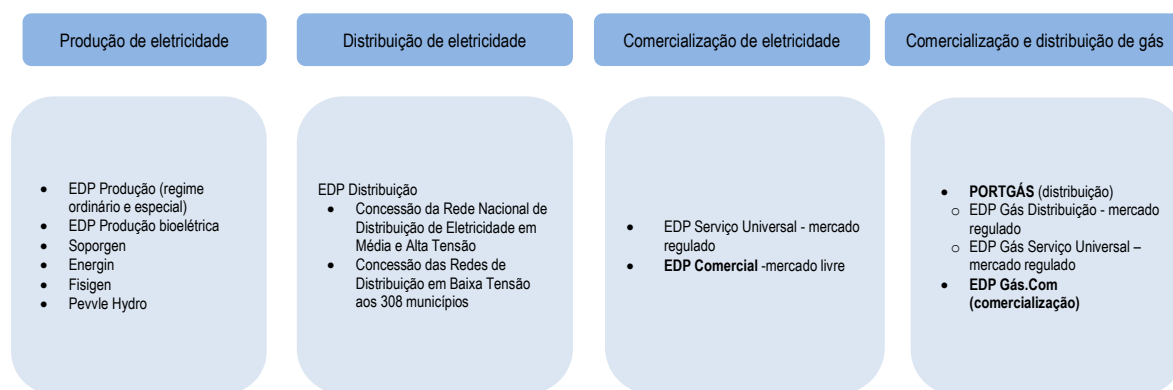 Produção de eletricidade
Distribuição de eletricidade
Comercialização de eletricidade
Comercialização e distribuição de gás
• EDP Produção (regime
ordinário e especial)
• EDP Produção bioelétrica
• Soporgen
• Energin
• Fisigen
• Pevvle Hydro
EDP Distribuição
• Concessão da Rede Nacional de
Distribuição de Eletricidade em
Média e Alta Tensão
• Concessão das Redes de
Distribuição em Baixa Tensão
aos 308 municípios
• EDP Serviço Universal - mercado
regulado
• EDP Comercial -mercado livre
• PORTGÁS (distribuição)
o EDP Gás Distribuição - mercado
regulado
o EDP Gás Serviço Universal –
mercado regulado
• EDP Gás.Com
(comercialização)